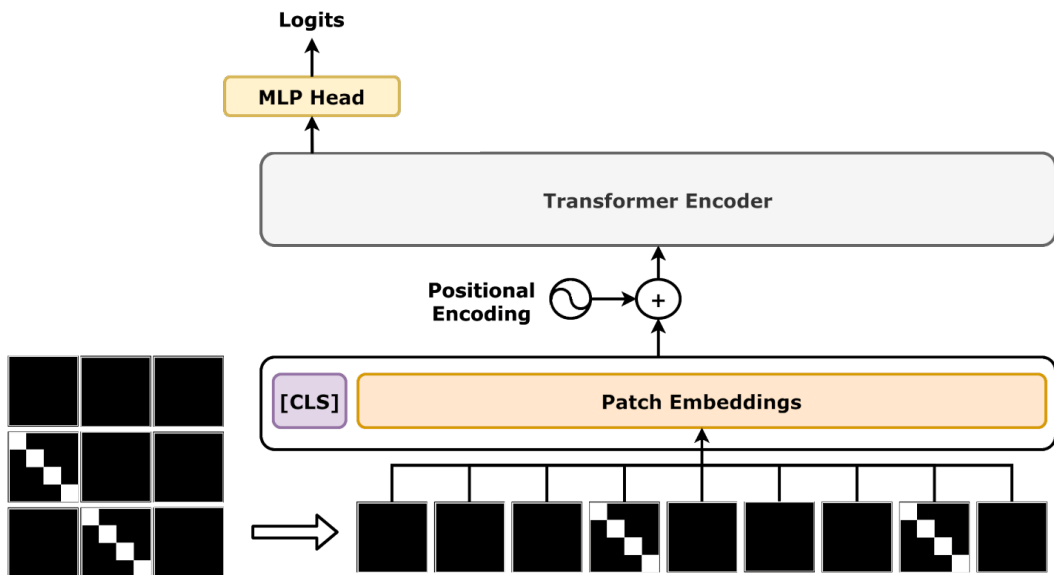 Logits
MLP Head
Transformer Encoder
Positional
Encoding
+
[CLS]
Patch Embeddings